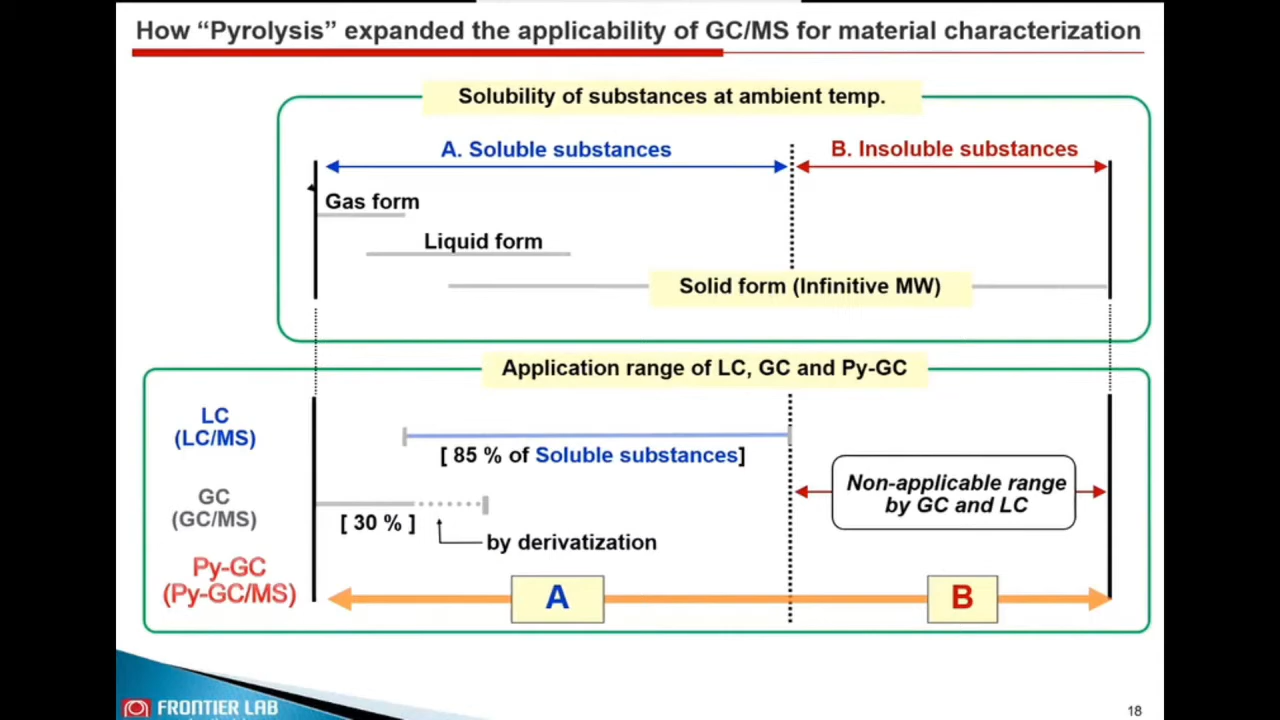 How “Pyrolysis” expanded the applicability of GC/MS for material characterization
Solubility of substances at ambient temp.
A. Soluble substances
B. Insoluble substances
Gas form
Liquid form
Solid form (Infinitive MW)
Application range of LC, GC and Py-GC
LC
(LC/MS)
[ 85 % of Soluble substances]
Non-applicable range
by GC and LC
GC
(GC/MS)
[ 30 % ]
by derivatization
Py-GC
(Py-GC/MS)
A
B
FRONTIER LAB
18